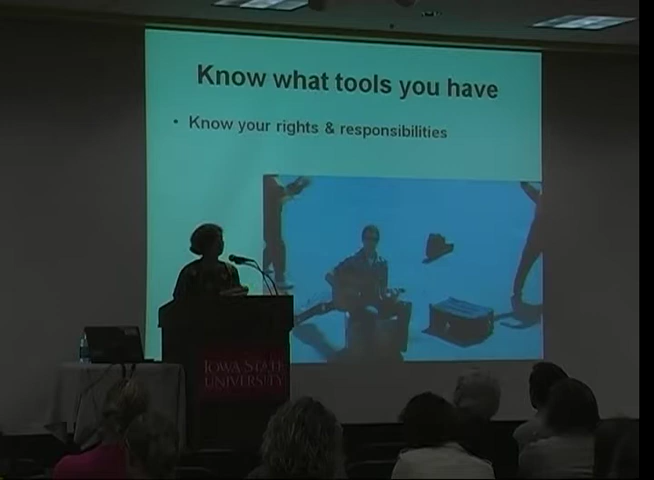 Know what tools you have
• Know your rights & responsibilities
IOWA STATE
UNIVERSITY